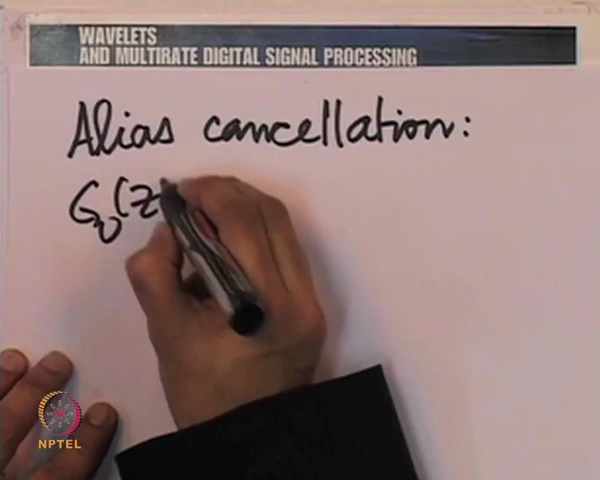 WAVELETS
AND MULTIRATE DIGITAL SIGNAL PROCESSING
Alias cancellation:
G₀(z
NPTEL